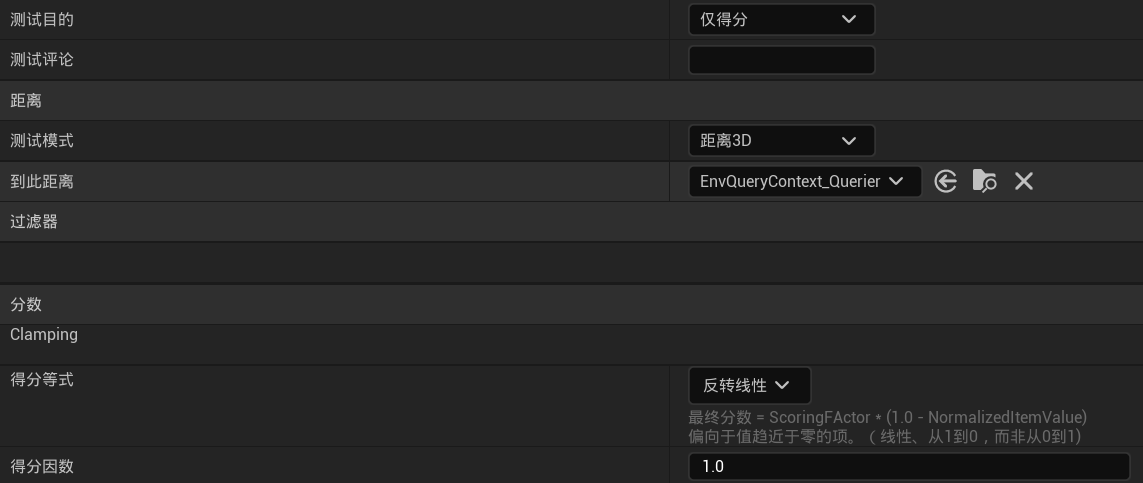 测试目的 仅得分
测试评论
距离
测试模式 距离3D
到此距离 EnvQueryContext_Querier
过滤器
分数
Clamping
得分等式 反转线性
最终分数 = ScoringFActor * (1.0 - NormalizedItemValue)
偏向于值趋近于零的项。（线性、从1到0，而非从0到1)
得分因数 1.0